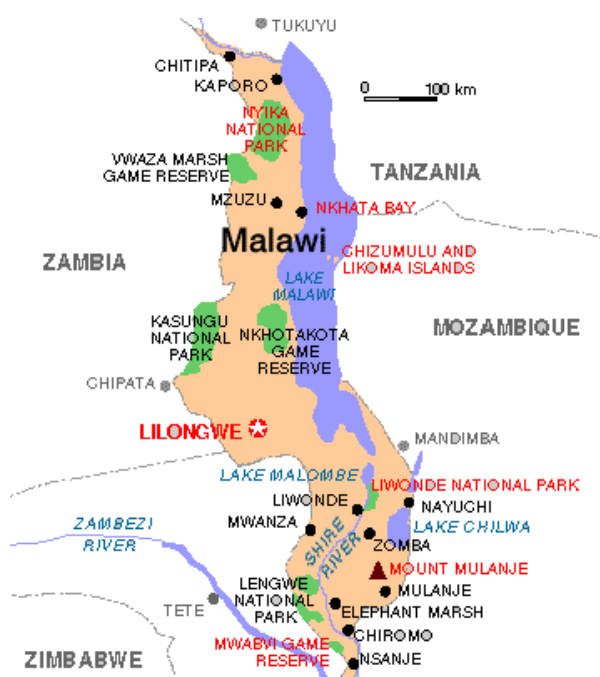 TUKUYU
CHITIPA
KAPORO
0 100 km
NYIKA
NATIONAL
PARK
VWAZA MARSH
GAME RESERVE
TANZANIA
MZUZU
NKHATA BAY
Malawi
CHIZUMULU AND
LIKOMA ISLANDS
ZAMBIA
LAKE
MALAWI
KASUNGU
NATIONAL
PARK
NKHOTAKOTA
GAME
RESERVE
MOZAMBIQUE
CHIPATA
LILONGWE
MANDIMBA
LAKE MALOMBE
LIWONDE NATIONAL PARK
LIWONDE
NAYUCHI
MWANZA
ZAMBEZI
RIVER
SHIRE
RIVER
LAKE CHILWA
ZOMBA
MOUNT MULANJE
LENGWE
NATIONAL
PARK
MULANJE
TETE
ELEPHANT MARSH
CHIROMO
MWABVI GAME
RESERVE
NSANJE
ZIMBABWE